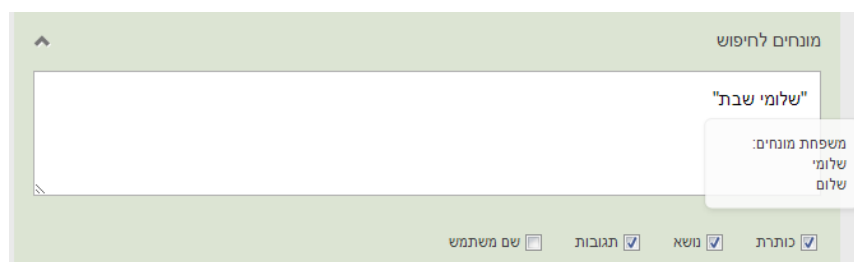 מונחים לחיפוש
"שלומי שבת"
משפחת מונחים:
שלומי
שלום
כותרת נושא תגובות שם משתמש